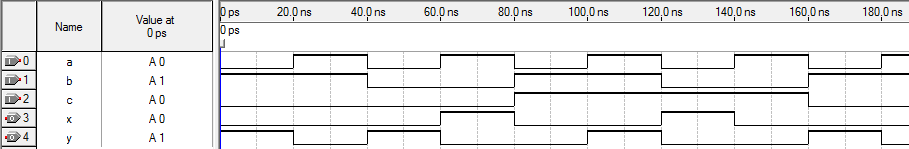 Name Value at 0 ps 0 ps 20.0 ns 40.0 ns 60.0 ns 80.0 ns 100.0 ns 120.0 ns 140.0 ns 160.0 ns 180.0 ns
0 ps
0 a A 0
1 b A 1
2 c A 0
3 x A 0
4 y A 1